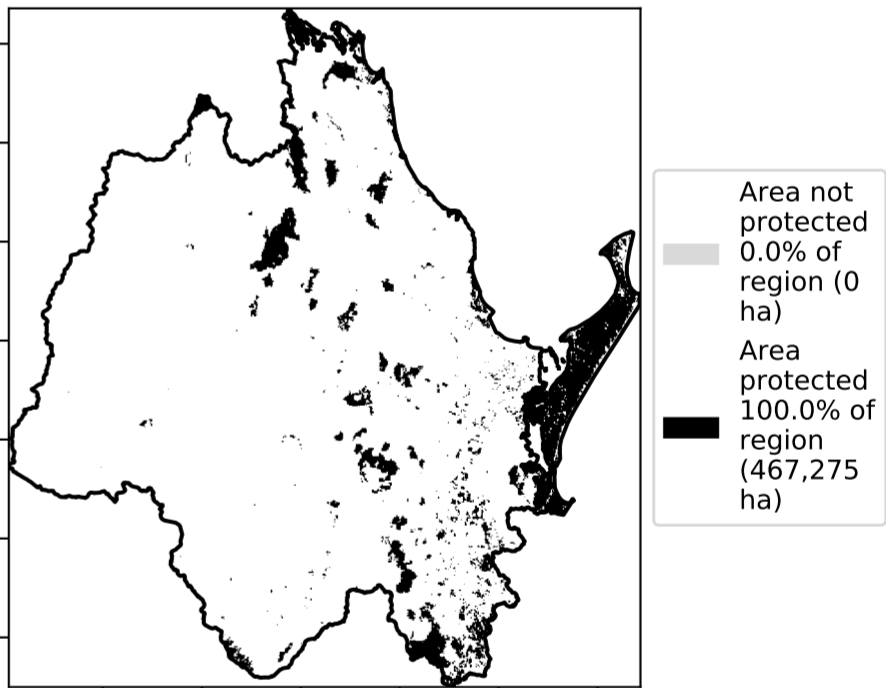 Area not
protected
0.0% of
region (0
ha)
Area
protected
100.0% of
region
(467,275
ha)